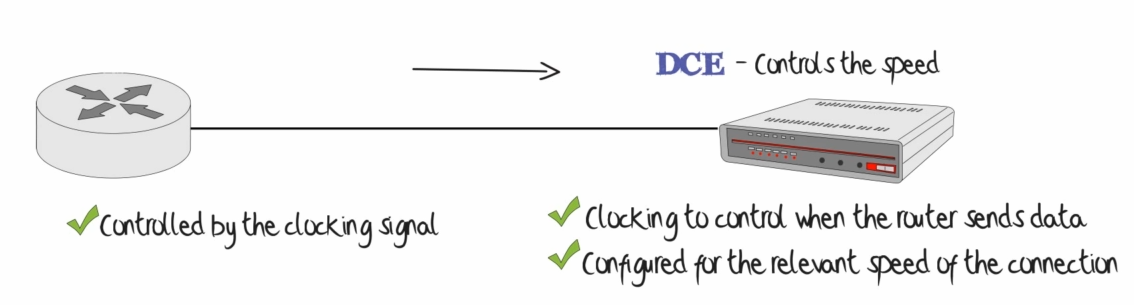 DCE - Controls the speed
Controlled by the clocking signal
Clocking to control when the router sends data
Configured for the relevant speed of the connection